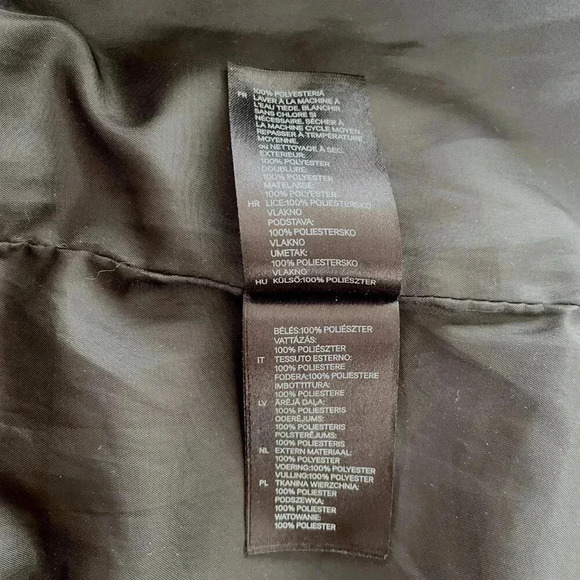 100% POLYESTERIÄ
FR LAVER À LA MACHINE À
L'EAU TIÈDE. BLANCHIR
SANS CHLORE SI
NÉCESSAIRE. SÉCHER À
LA MACHINE CYCLE MOYEN.
REPASSER À TEMPÉRATURE
MOYENNE.
ou NETTOYAGE À SEC.
EXTERIEUR:
100% POLYESTER
DOUBLURE:
100% POLYESTER
MATELASSE:
100% POLYESTER
HR LICE:100% POLIESTERSKO
VLAKNO
PODSTAVA:
100% POLIESTERSKO
VLAKNO
UMETAK:
100% POLIESTERSKO
VLAKNO
HU KÜLSŐ:100% POLIÉSZTER
BÉLÉS:100% POLIÉSZTER
VATTÁZÁS:
100% POLIÉSZTER
IT TESSUTO ESTERNO:
100% POLIESTERE
FODERA:100% POLIESTERE
IMBOTTITURA:
100% POLIESTERE
LV ĀRĒJĀ DAĻA:
100% POLIESTERIS
ODERĒJUMS:
100% POLIESTERIS
POLSTERĒJUMS:
100% POLIESTERIS
NL EXTERN MATERIAAL:
100% POLYESTER
VOERING:100% POLYESTER
VULLING:100% POLYESTER
PL TKANINA WIERZCHNIA:
100% POLIESTER
PODSZEWKA:
100% POLIESTER
WATOWANIE:
100% POLIESTER